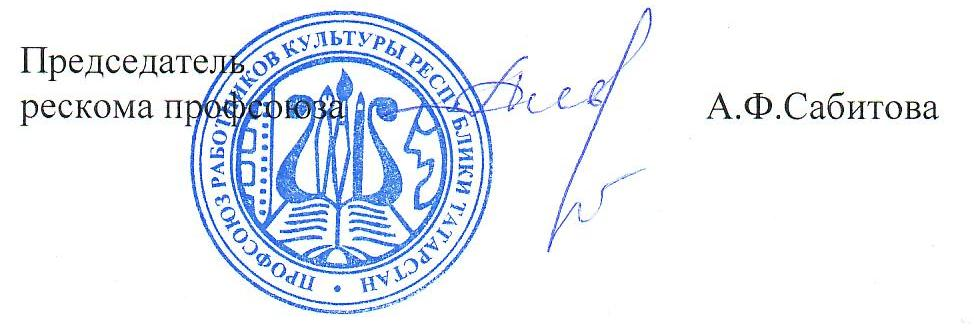 Председатель
рескома профсоюза
А.Ф.Сабитова
ПРОФСОЮЗ РАБОТНИКОВ КУЛЬТУРЫ РЕСПУБЛИКИ ТАТАРСТАН